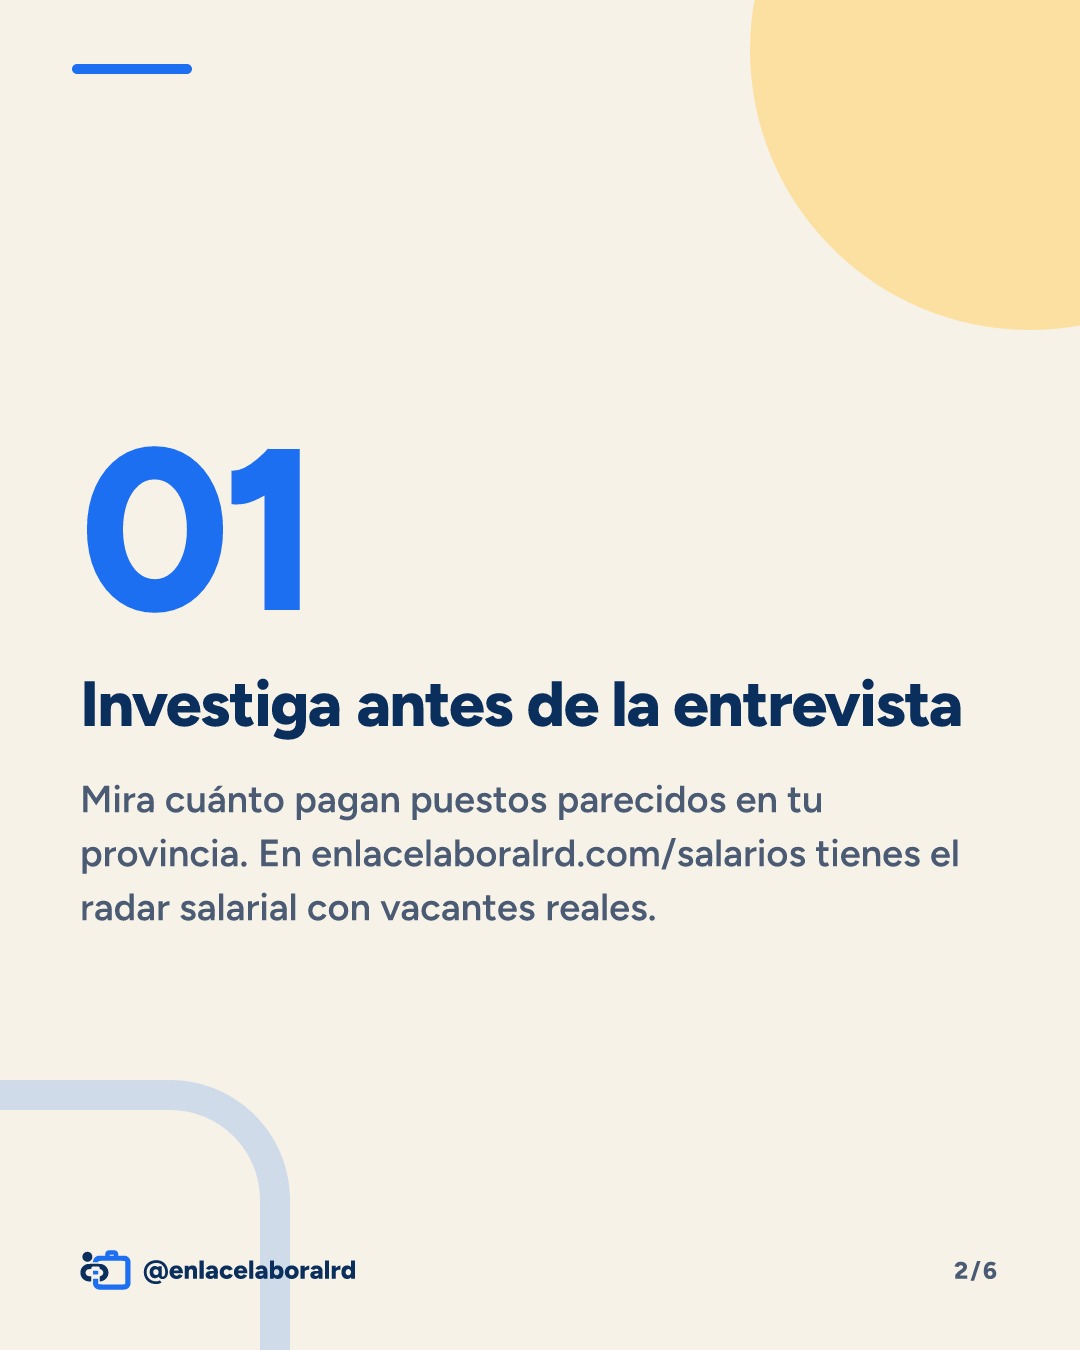 01
Investiga antes de la entrevista
Mira cuánto pagan puestos parecidos en tu
provincia. En enlacelaboralrd.com/salarios tienes el
radar salarial con vacantes reales.
@enlacelaboralrd
2/6